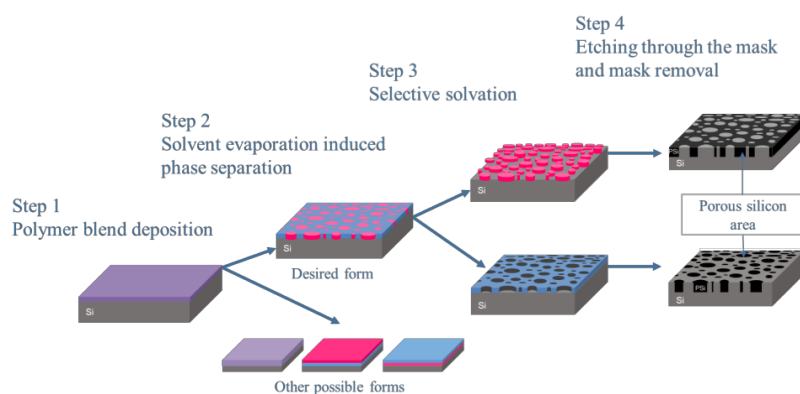 Step 4
Etching through the mask
and mask removal
Step 3
Selective solvation
Step 2
Solvent evaporation induced
phase separation
Step 1
Polymer blend deposition
Si
Si
Desired form
Si
Si
PSi
Si
Porous silicon
area
PSi
Si
Other possible forms